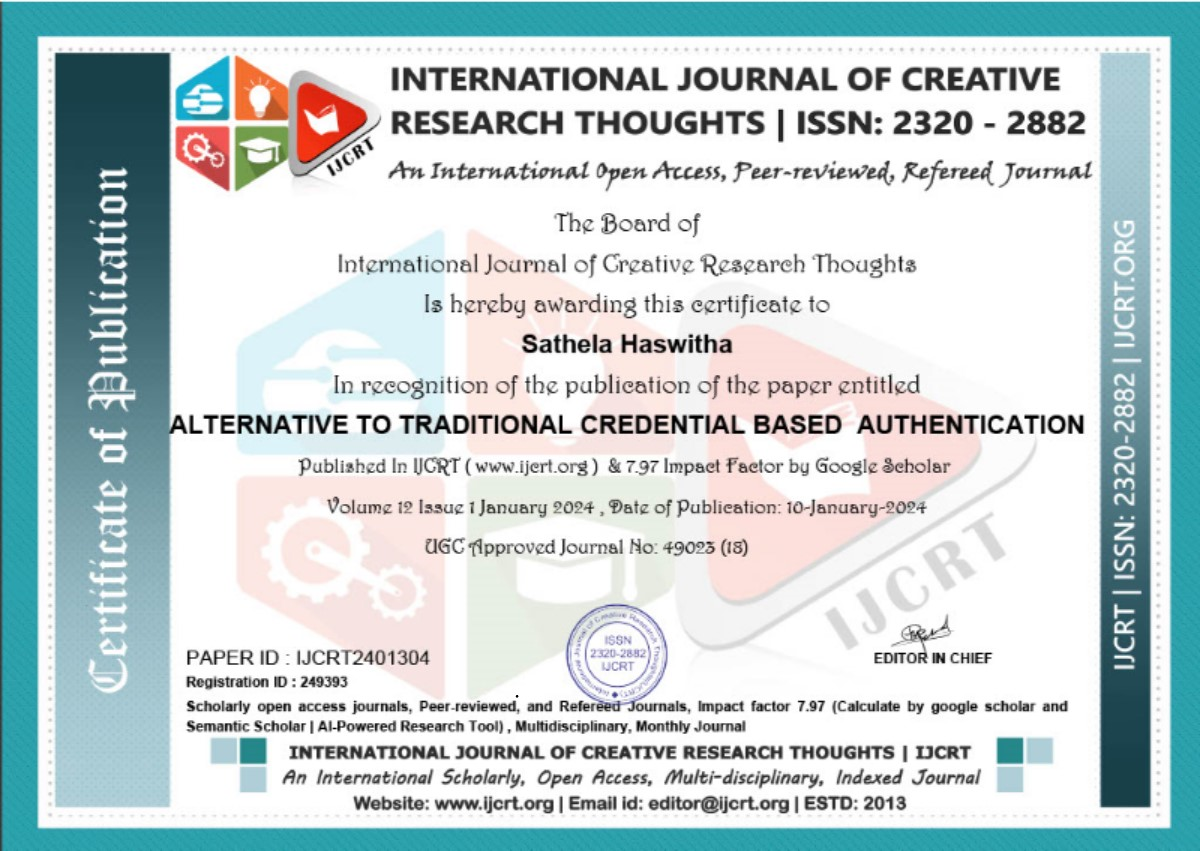 Certificate of Publication
IJCRT
INTERNATIONAL JOURNAL OF CREATIVE
RESEARCH THOUGHTS | ISSN: 2320 - 2882
An International Open Access, Peer-reviewed, Refereed Journal
The Board of
International Journal of Creative Research Thoughts
Is hereby awarding this certificate to
Sathela Haswitha
In recognition of the publication of the paper entitled
ALTERNATIVE TO TRADITIONAL CREDENTIAL BASED AUTHENTICATION
Published In IJCRT ( www.ijcrt.org ) & 7.97 Impact Factor by Google Scholar
Volume 12 Issue 1 January 2024 , Date of Publication: 10-January-2024
UGC Approved Journal No: 49023 (18)
IJCRT
International Journal of Creative Research Thoughts (IJCRT)
ISSN
2320-2882
IJCRT
EDITOR IN CHIEF
PAPER ID : IJCRT2401304
Registration ID : 249393
Scholarly open access journals, Peer-reviewed, and Refereed Journals, Impact factor 7.97 (Calculate by google scholar and
Semantic Scholar | AI-Powered Research Tool) , Multidisciplinary, Monthly Journal
INTERNATIONAL JOURNAL OF CREATIVE RESEARCH THOUGHTS | IJCRT
An International Scholarly, Open Access, Multi-disciplinary, Indexed Journal
Website: www.ijcrt.org | Email id: editor@ijcrt.org | ESTD: 2013
IJCRT | ISSN: 2320-2882 | IJCRT.ORG